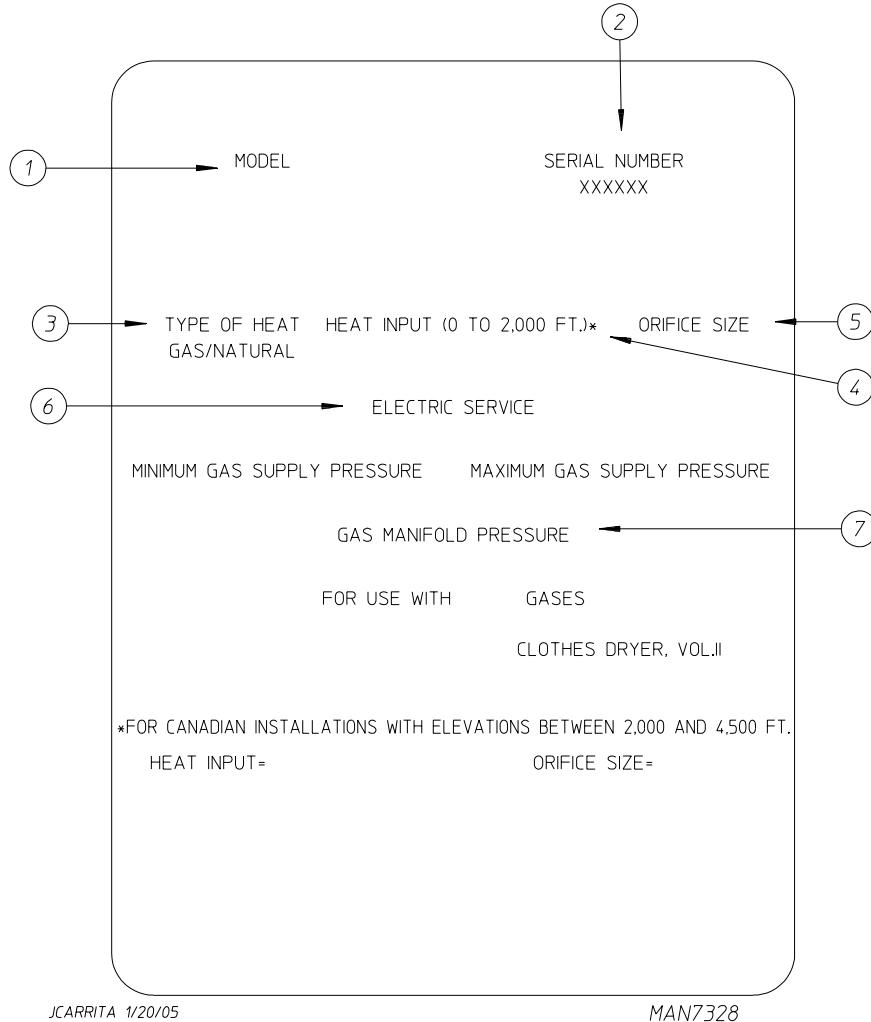 2
1
MODEL
SERIAL NUMBER
XXXXXX
3
TYPE OF HEAT
GAS/NATURAL
HEAT INPUT (0 TO 2,000 FT.)*
ORIFICE SIZE
5
4
6
ELECTRIC SERVICE
MINIMUM GAS SUPPLY PRESSURE
MAXIMUM GAS SUPPLY PRESSURE
GAS MANIFOLD PRESSURE
7
FOR USE WITH GASES
CLOTHES DRYER, VOL.II
*FOR CANADIAN INSTALLATIONS WITH ELEVATIONS BETWEEN 2,000 AND 4,500 FT.
HEAT INPUT=
ORIFICE SIZE=
JCARRITA 1/20/05
MAN7328